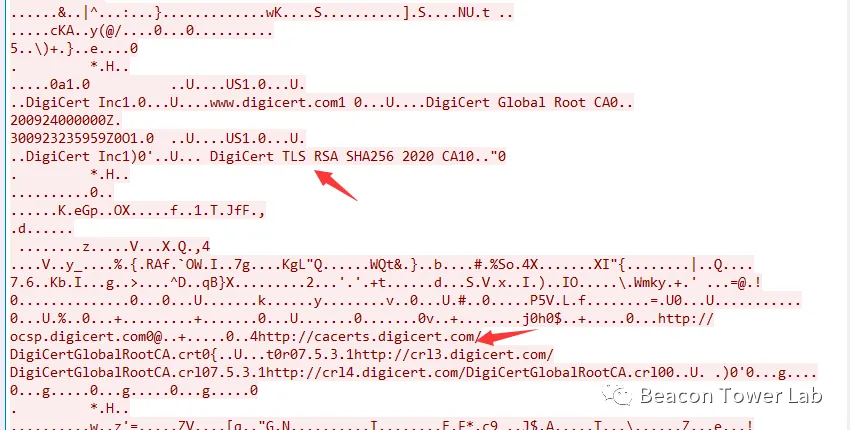 ......&..|^...:...}.............wK....S..........].S....NU.t ..
.....cKA..y(@/....0...0..........
5..\)+.}..e....0
.         *.H..
.....0a1.0          ..U....US1.0...U.
..DigiCert Inc1.0...U....www.digicert.com1 0...U....DigiCert Global Root CA0..
200924000000Z.
300923235959Z0O1.0  ..U....US1.0...U.
..DigiCert Inc1)0'..U... DigiCert TLS RSA SHA256 2020 CA10.."0
.         *.H..
..........0..
......K.eGp..OX.....f..1.T.JfF.,
.d......
 .........z.....V...X.Q.,4
....V..y_....%.{.RAf.`OW.I..7g....KgL"Q......WQt&.}..b....#.%So.4X.......XI"{........|..Q....
7.6..Kb.I...g..>....^D..qB}X.........2...'.'.+t......d...S.V.x..I.)..IO.....\.Wmky.+.' ...=@.!
0..............0...0...U.......k......y........v..0...U.#..0.....P5V.L.f........=.U0...U...........
0...U.%..0...+.........+.......0...U.......0v..+..........j0h0$..+.....0...http://
ocsp.digicert.com0@..+.....0..4http://cacerts.digicert.com/
DigiCertGlobalRootCA.crt0{..U...t0r07.5.3.1http://crl3.digicert.com/
DigiCertGlobalRootCA.crl07.5.3.1http://crl4.digicert.com/DigiCertGlobalRootCA.crl00..U. .)0'0...g....
0...g.....0...g.....0...g.....0
.         *.H..
..........w..z'=.....ZV....[q.."G.N..........I........F.F*.c9 ..J$.A.....I...\......Z...e...!
Beacon Tower Lab